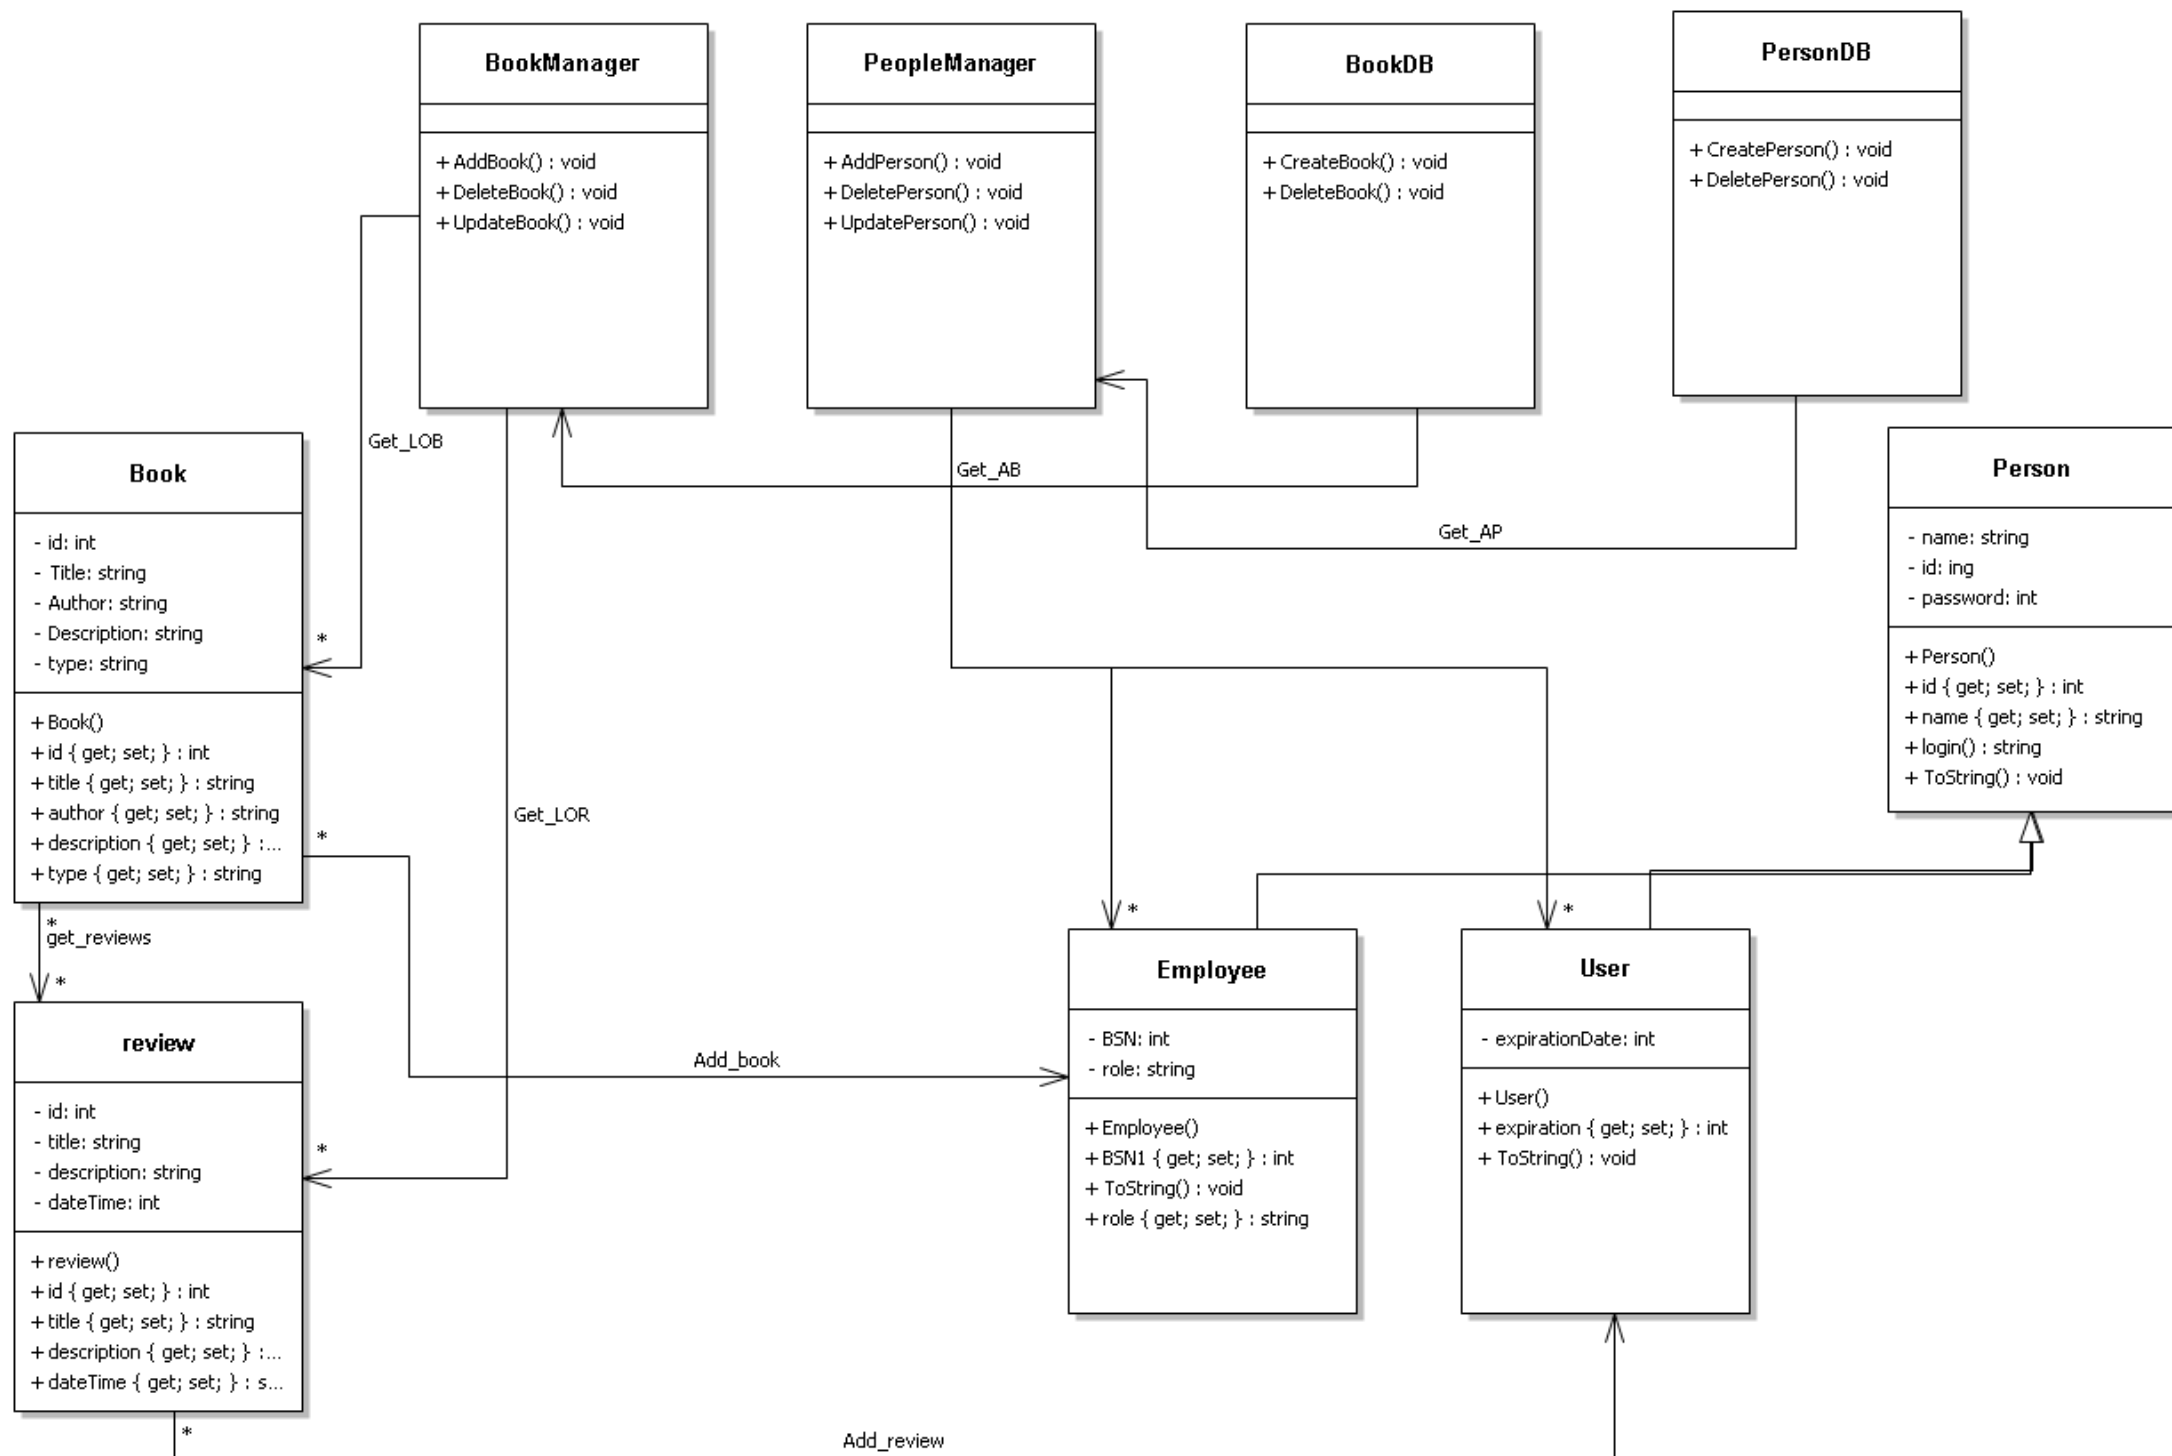 BookManager
+ AddBook() : void
+ DeleteBook() : void
+ UpdateBook() : void
PeopleManager
+ AddPerson() : void
+ DeletePerson() : void
+ UpdatePerson() : void
BookDB
+ CreateBook() : void
+ DeleteBook() : void
PersonDB
+ CreatePerson() : void
+ DeletePerson() : void
Get_LOB
Get_AB
Get_AP
Book
- id: int
- Title: string
- Author: string
- Description: string
- type: string
+ Book()
+ id { get; set; } : int
+ title { get; set; } : string
+ author { get; set; } : string
+ description { get; set; } :...
+ type { get; set; } : string
*
*
Person
- name: string
- id: ing
- password: int
+ Person()
+ id { get; set; } : int
+ name { get; set; } : string
+ login() : string
+ ToString() : void
Get_LOR
*
get_reviews
*
review
- id: int
- title: string
- description: string
- dateTime: int
+ review()
+ id { get; set; } : int
+ title { get; set; } : string
+ description { get; set; } :...
+ dateTime { get; set; } : s...
*
Add_book
*
Employee
- BSN: int
- role: string
+ Employee()
+ BSN1 { get; set; } : int
+ ToString() : void
+ role { get; set; } : string
*
User
- expirationDate: int
+ User()
+ expiration { get; set; } : int
+ ToString() : void
*
Add_review